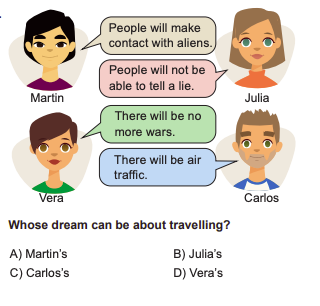 People will make
contact with aliens.
People will not be
able to tell a lie.
Martin
Julia
There will be no
more wars.
There will be air
traffic.
Vera
Carlos
Whose dream can be about travelling?
A) Martin's
B) Julia's
C) Carlos's
D) Vera's